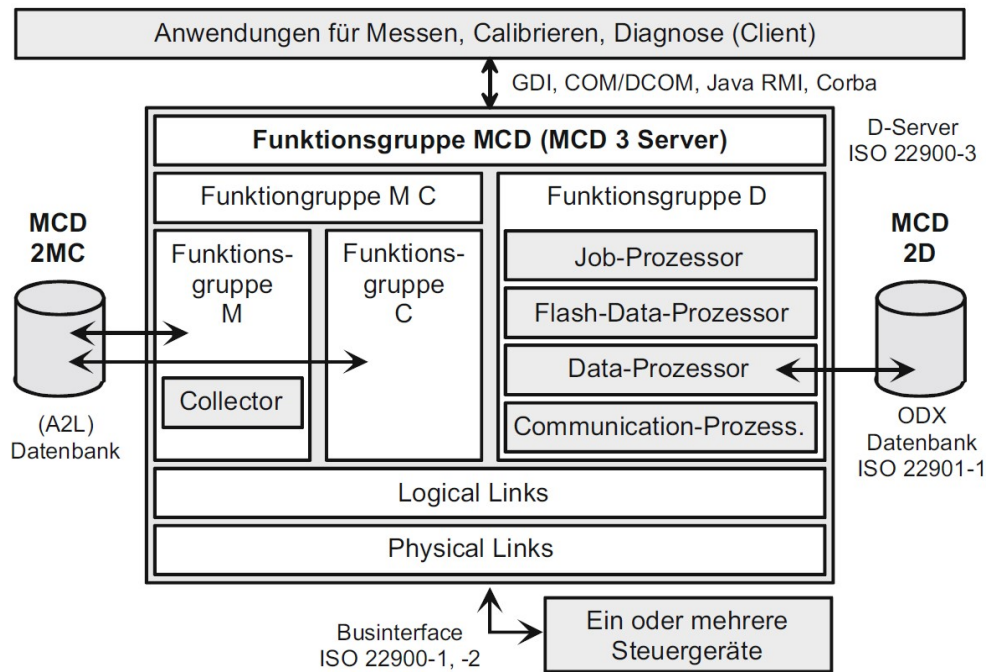 Anwendungen für Messen, Calibrieren, Diagnose (Client)
GDI, COM/DCOM, Java RMI, Corba
Funktionsgruppe MCD (MCD 3 Server)
D-Server
ISO 22900-3
Funktiongruppe M C
Funktionsgruppe D
MCD
2MC
Funktions-
gruppe
M
Funktions-
gruppe
C
Job-Prozessor
Flash-Data-Prozessor
Data-Prozessor
Communication-Prozess.
MCD
2D
Collector
(A2L)
Datenbank
ODX
Datenbank
ISO 22901-1
Logical Links
Physical Links
Businterface
ISO 22900-1, -2
Ein oder mehrere
Steuergeräte